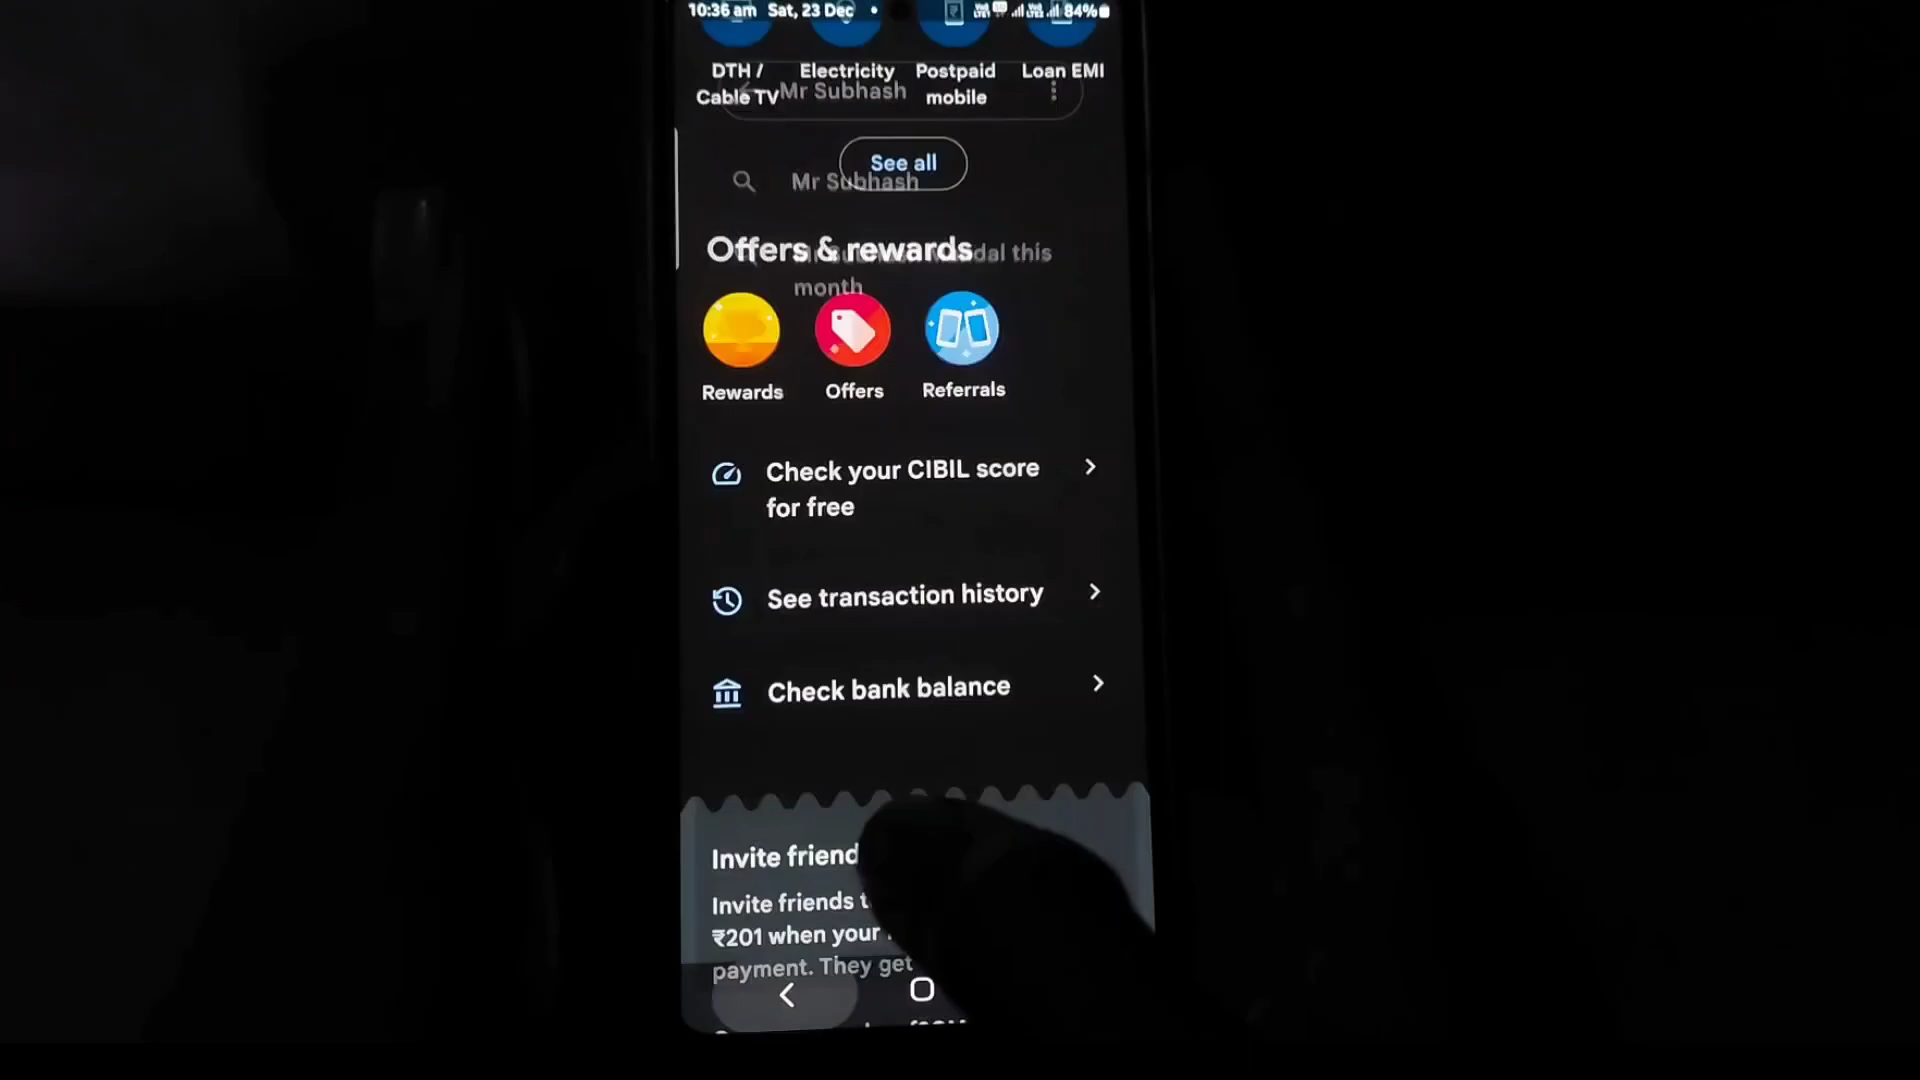 10:36 am Sat, 23 Dec 84%
DTH / Electricity Postpaid Loan EMI
Cable TV mobile
Mr Subhash
See all
Mr Subhash
Offers & rewards
this
month
Rewards Offers Referrals
Check your CIBIL score
for free
See transaction history
Check bank balance
Invite friend
Invite friends
₹201 when your
payment. They get